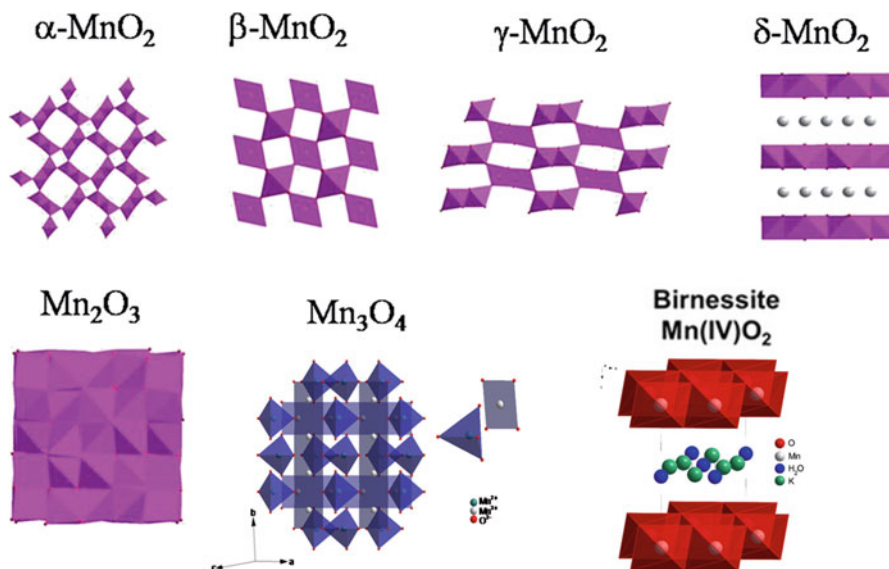 α-MnO₂
β-MnO₂
γ-MnO₂
δ-MnO₂
Mn₂O₃
Mn₃O₄
Birnessite
Mn(IV)O₂
Mn²⁺
Mn³⁺
O²⁻
b
a
c
O
Mn
H₂O
K